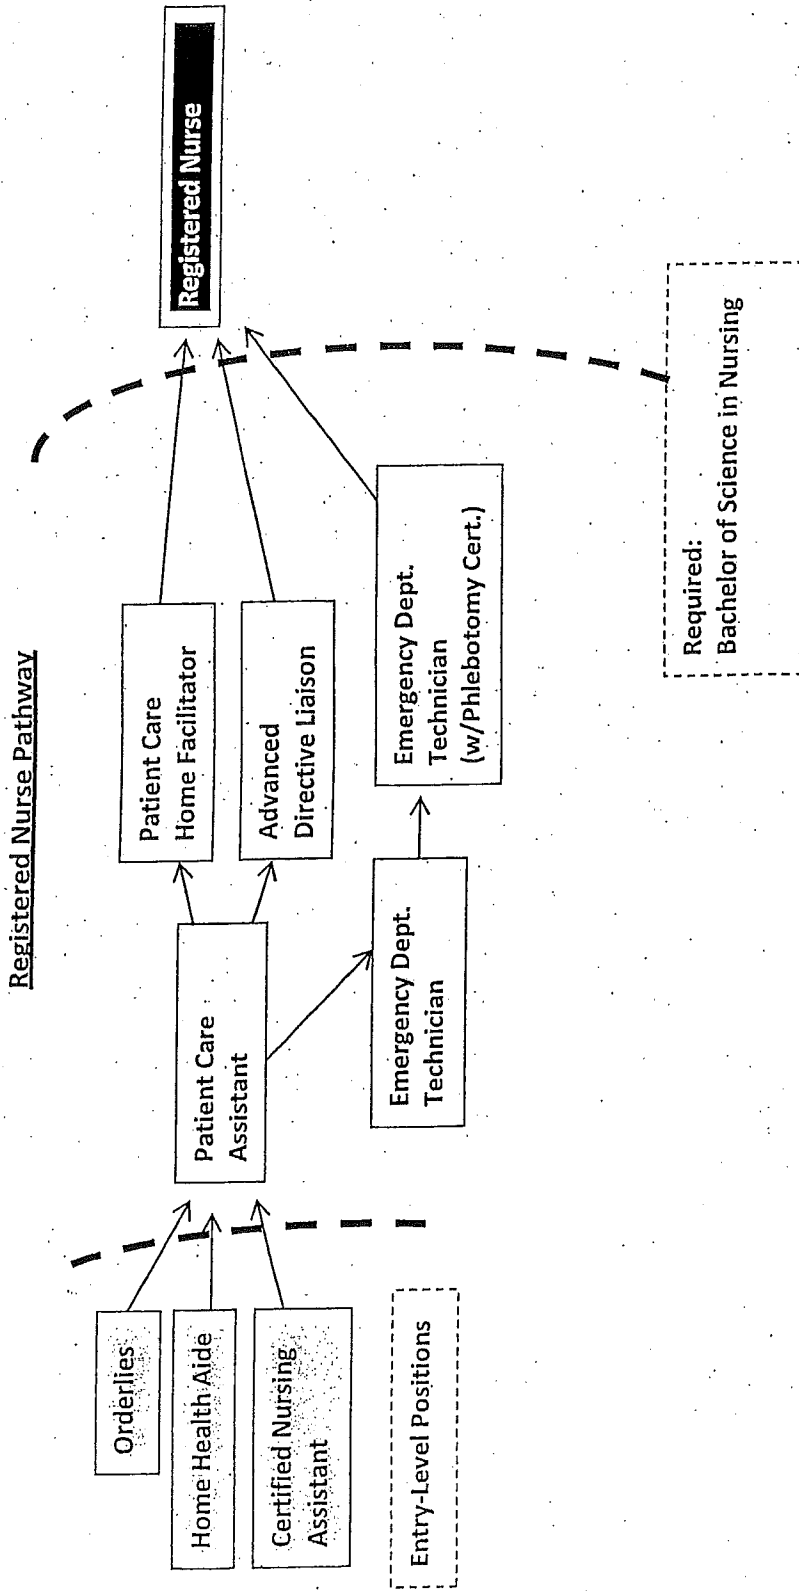 Registered Nurse Pathway
Orderlies
Home Health Aide
Certified Nursing
Assistant
Entry-Level Positions
Patient Care
Assistant
Emergency Dept.
Technician
Patient Care
Home Facilitator
Advanced
Directive Liaison
Emergency Dept.
Technician
(w/Phlebotomy Cert.)
Registered Nurse
Required:
Bachelor of Science in Nursing